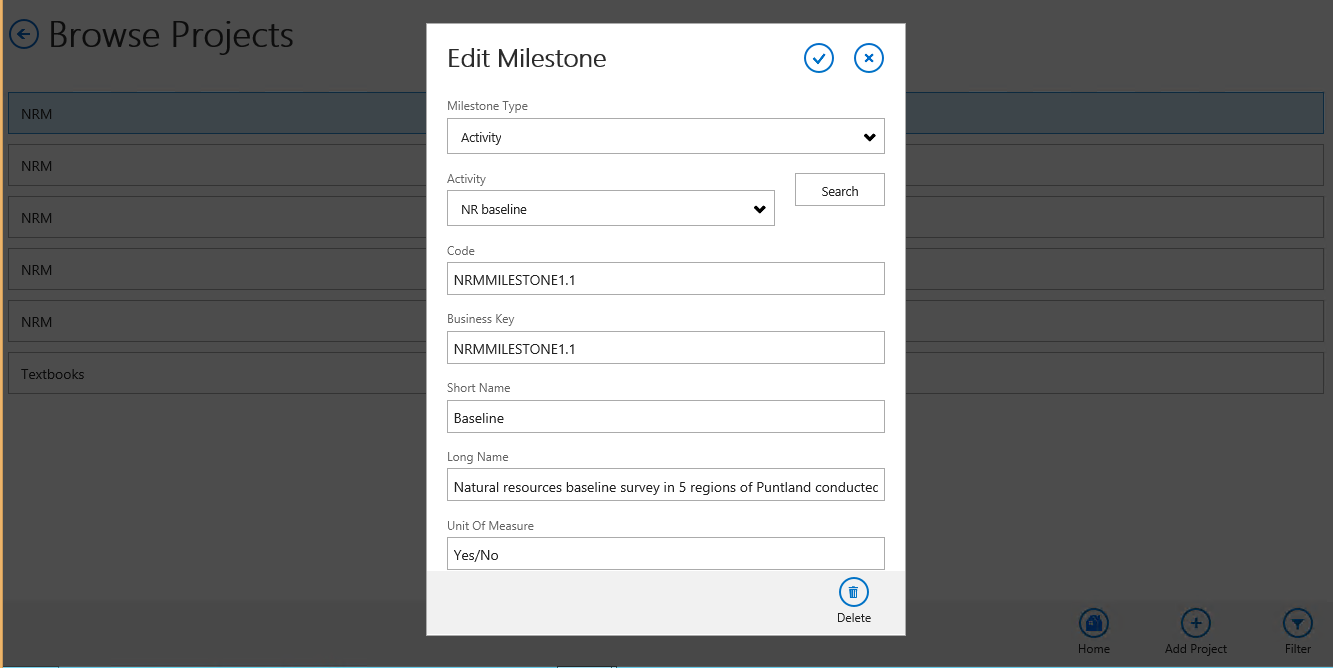 Browse Projects
NRM
NRM
NRM
NRM
NRM
Textbooks
Edit Milestone
Milestone Type
Activity
Activity
NR baseline
Search
Code
NRMMILESTONE1.1
Business Key
NRMMILESTONE1.1
Short Name
Baseline
Long Name
Natural resources baseline survey in 5 regions of Puntland conducted
Unit Of Measure
Yes/No
Delete
Home
Add Project
Filter